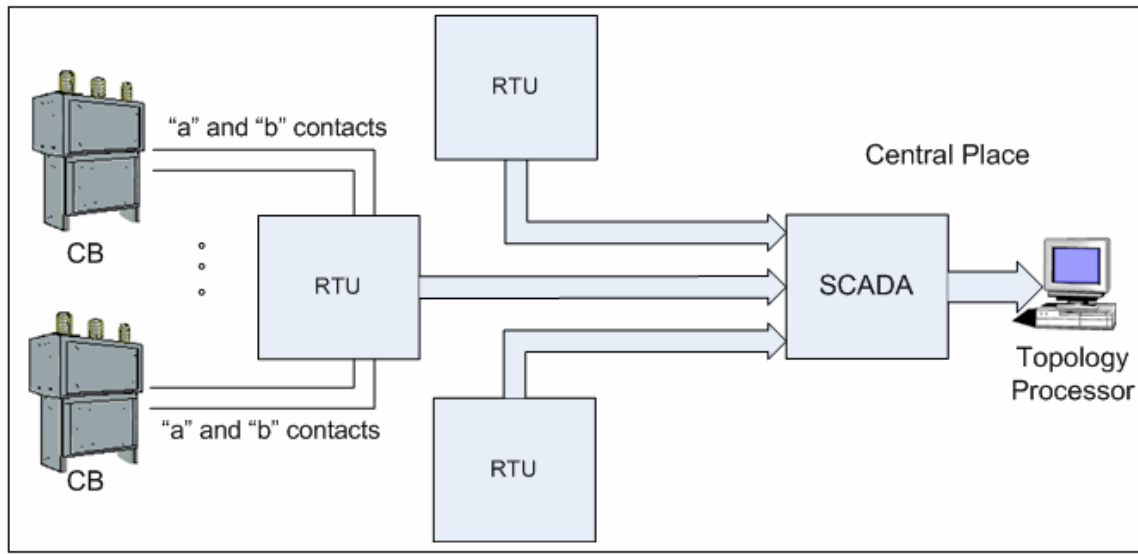 RTU
"a" and "b" contacts
Central Place
CB
RTU
SCADA
Topology
Processor
"a" and "b" contacts
CB
RTU